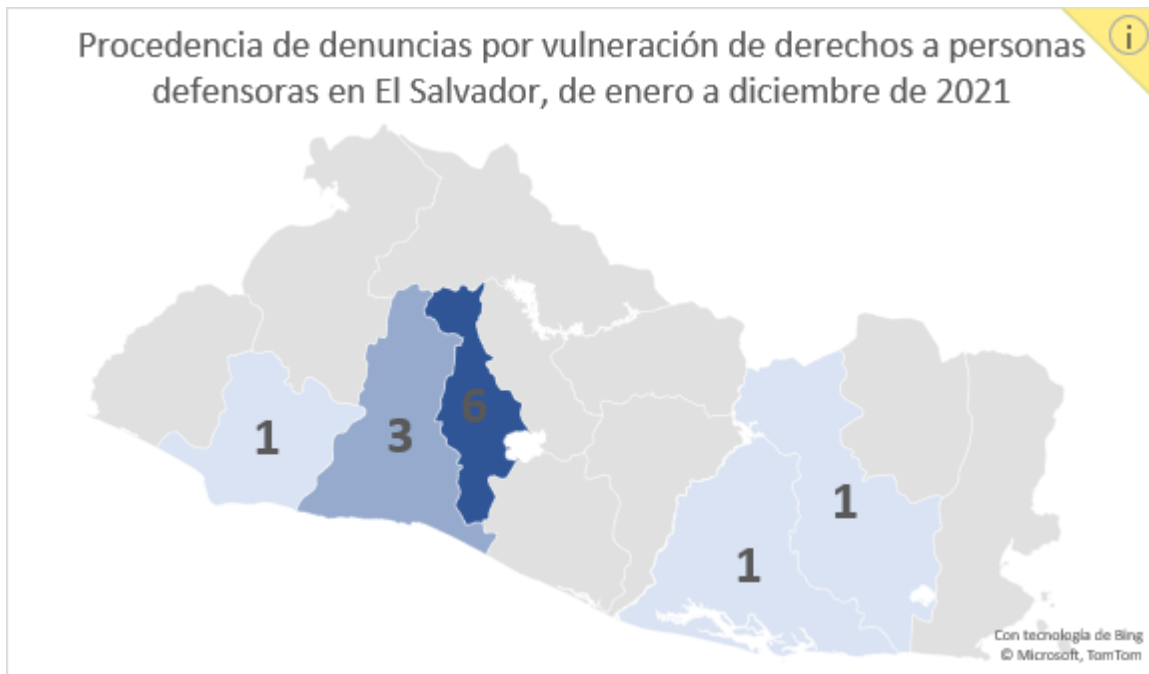 Procedencia de denuncias por vulneración de derechos a personas
defensoras en El Salvador, de enero a diciembre de 2021
i
6
1
3
1
1
Con tecnología de Bing
© Microsoft, TomTom